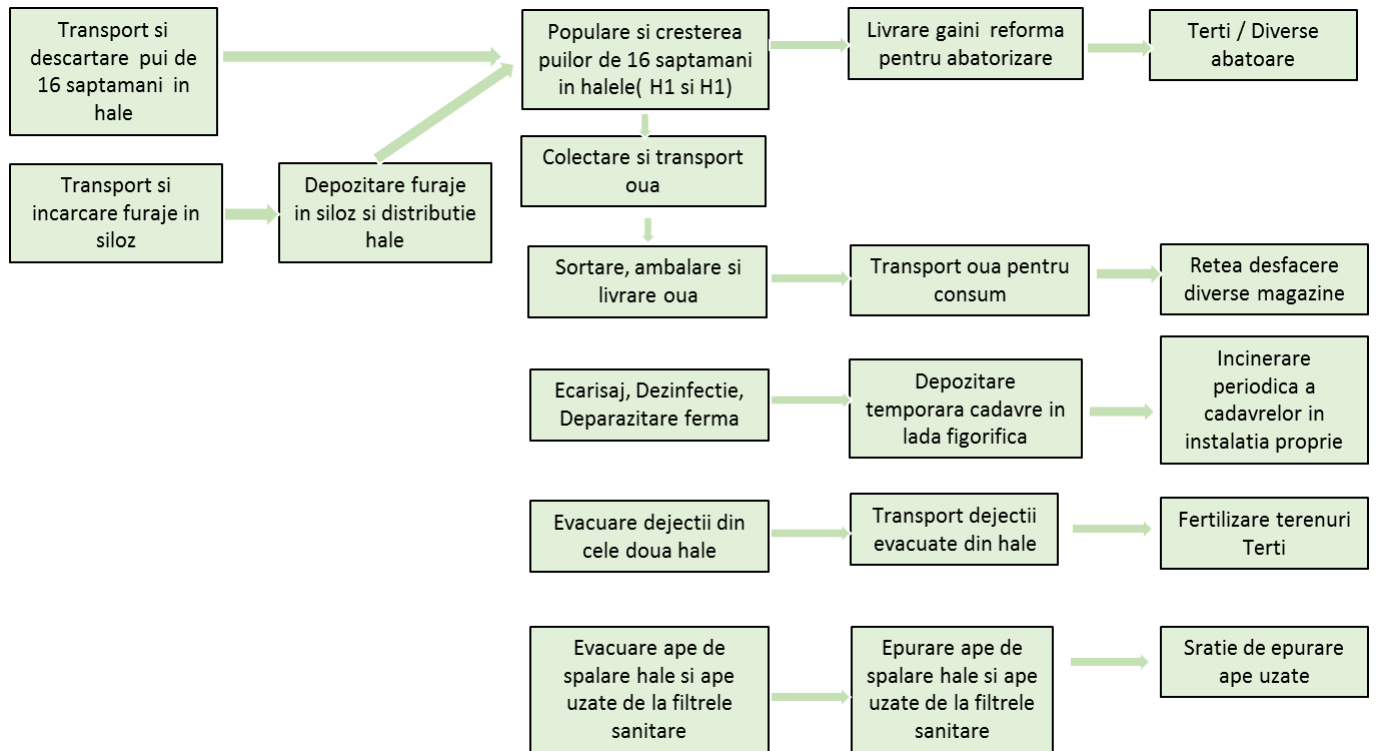 Transport si
descartare pui de
16 saptamani in
hale
Populare si cresterea
puilor de 16 saptamani
in halele( H1 si H1)
Livrare gaini reforma
pentru abatorizare
Terti / Diverse
abatoare
Transport si
incarcare furaje in
siloz
Depozitare furaje
in siloz si distributie
hale
Colectare si transport
oua
Sortare, ambalare si
livrare oua
Transport oua pentru
consum
Retea desfacere
diverse magazine
Ecarisaj, Dezinfectie,
Deparazitare ferma
Depozitare
temporara cadavre in
lada figorifica
Incinerare
periodica a
cadavrelor in
instalatia proprie
Evacuare dejectii din
cele doua hale
Transport dejectii
evacuate din hale
Fertilizare terenuri
Terti
Evacuare ape de
spalare hale si ape
uzate de la filtrele
sanitare
Epurare ape de
spalare hale si ape
uzate de la filtrele
sanitare
Sratie de epurare
ape uzate